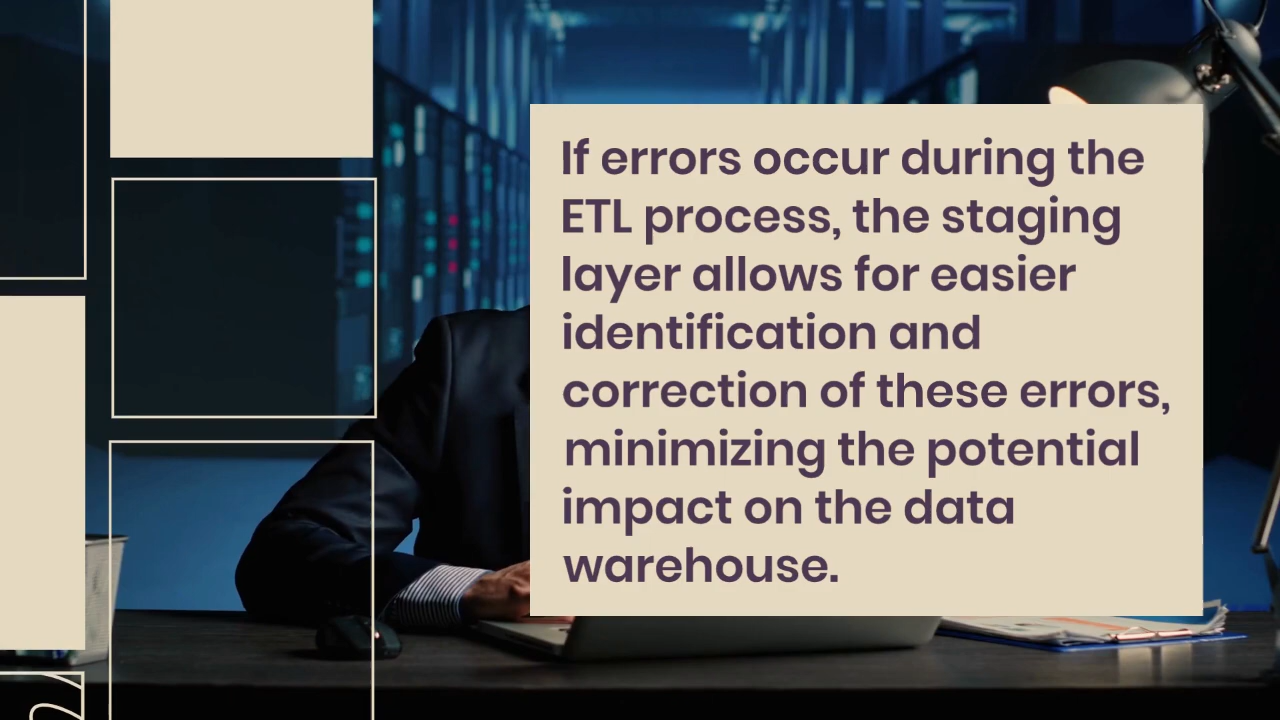 If errors occur during the
ETL process, the staging
layer allows for easier
identification and
correction of these errors,
minimizing the potential
impact on the data
warehouse.